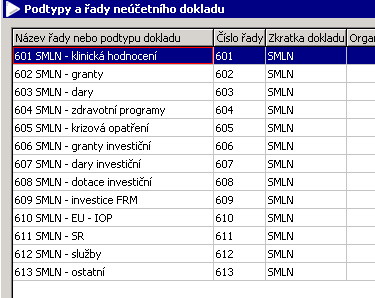 Podtypy a řady neúčetního dokladu
Název řady nebo podtypu dokladu Číslo řady Zkratka dokladu Organ
601 SMLN - klinická hodnocení 601 SMLN
602 SMLN - granty 602 SMLN
603 SMLN - dary 603 SMLN
604 SMLN - zdravotní programy 604 SMLN
605 SMLN - krizová opatření 605 SMLN
606 SMLN - granty investiční 606 SMLN
607 SMLN - dary investiční 607 SMLN
608 SMLN - dotace investiční 608 SMLN
609 SMLN - investice FRM 609 SMLN
610 SMLN - EU - IOP 610 SMLN
611 SMLN - SR 611 SMLN
612 SMLN - služby 612 SMLN
613 SMLN - ostatní 613 SMLN